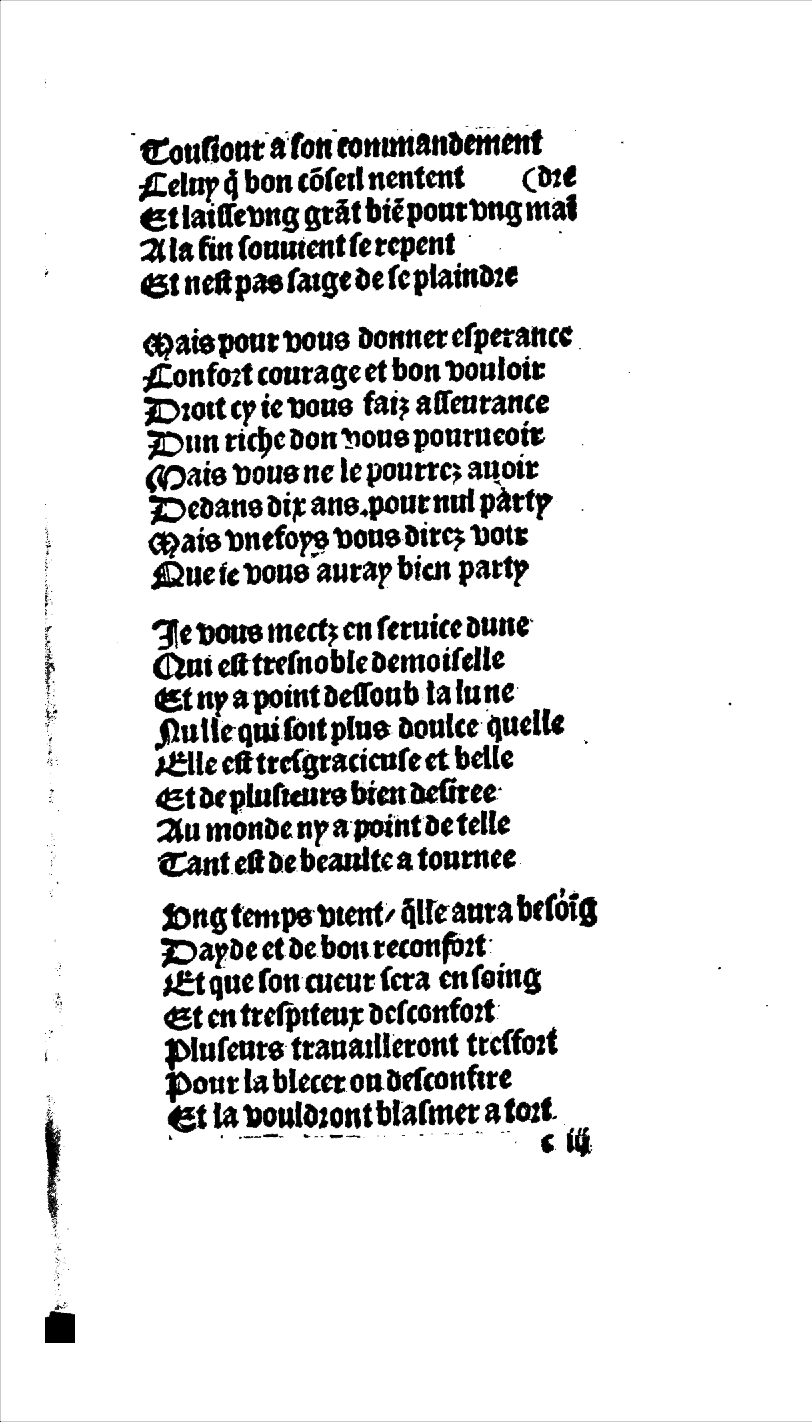 Tousiour a son commandement
Celuy q̃ bon cõseil nentent (dre
Et laisse vng grãt biẽ pour vng mai
A la fin souuient se repent
Et nest pas saige de se plaindre
Mais pour vous donner esperance
Confort courage et bon vouloir
Droit cy ie vous faiz asseurance
Dun riche don vous pourueoir
Mais vous ne le pourrez auoir
Dedans dix ans pour nul party
Mais vnefoys vous direz voir
Que ie vous auray bien party
Je vous mectz en seruice dune
Qui est tresnoble demoiselle
Et ny a point dessoub la lune
Nulle qui soit plus doulce quelle
Elle est tresgracieuse et belle
Et de plusieurs bien desiree
Au monde ny a point de telle
Tant est de beaulte a tournee
Vng temps vient/ q̃lle aura besoig
Dayde et de bon reconfort
Et que son cueur sera en soing
Et en trespiteux desconfort
Pluseurs trauailleront tresfort
Pour la blecer ou desconfire
Et la vouldront blasmer a tort.
c iij